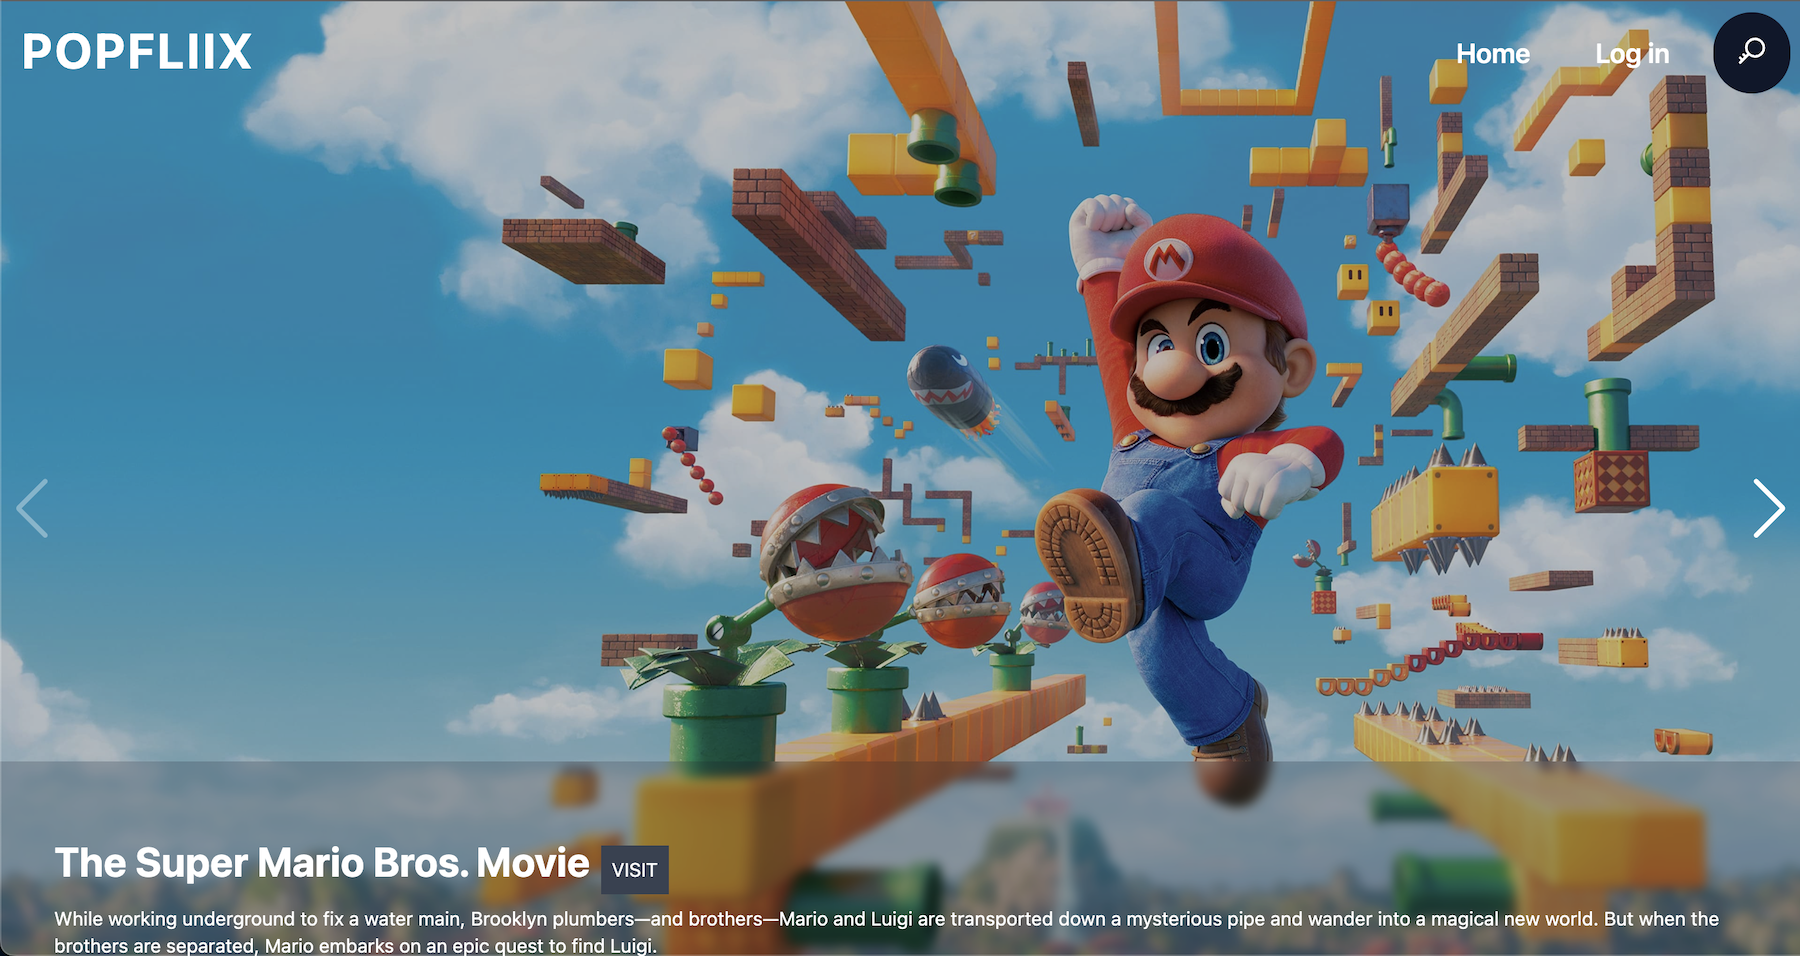 POPFLIIX
Home
Log in
M
The Super Mario Bros. Movie
VISIT
While working underground to fix a water main, Brooklyn plumbers—and brothers—Mario and Luigi are transported down a mysterious pipe and wander into a magical new world. But when the
brothers are separated, Mario embarks on an epic quest to find Luigi.